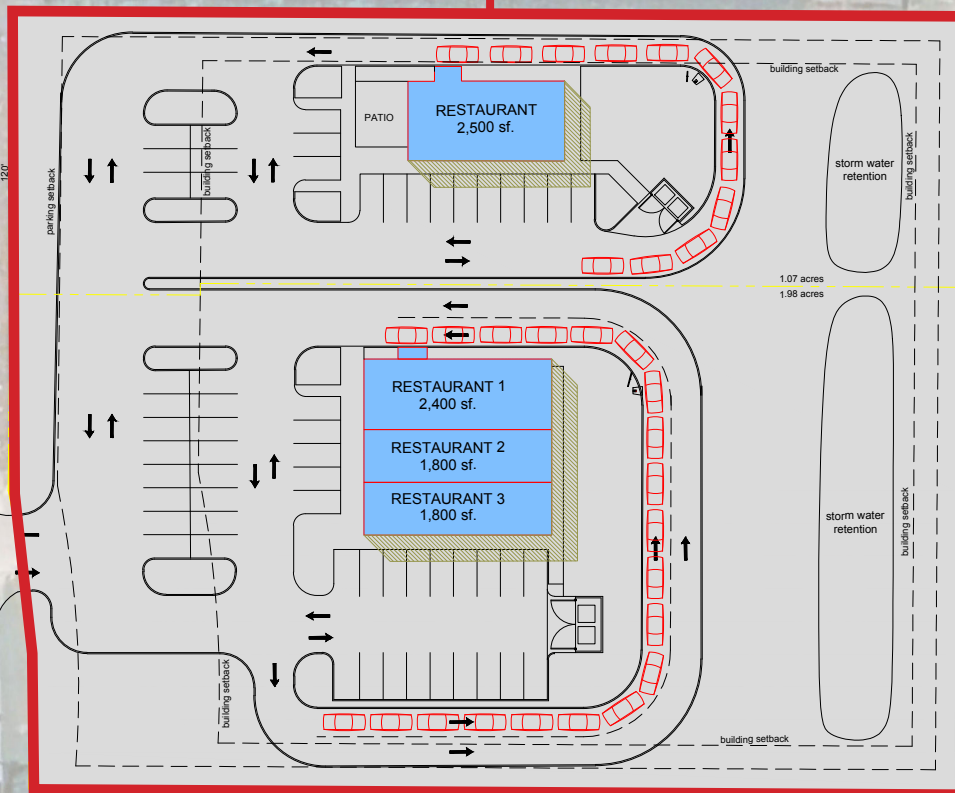 building setback
RESTAURANT
2,500 sf.
PATIO
storm water
retention
building setback
building setback
parking setback
120'
1.07 acres
1.98 acres
RESTAURANT 1
2,400 sf.
RESTAURANT 2
1,800 sf.
RESTAURANT 3
1,800 sf.
storm water
retention
building setback
building setback
building setback